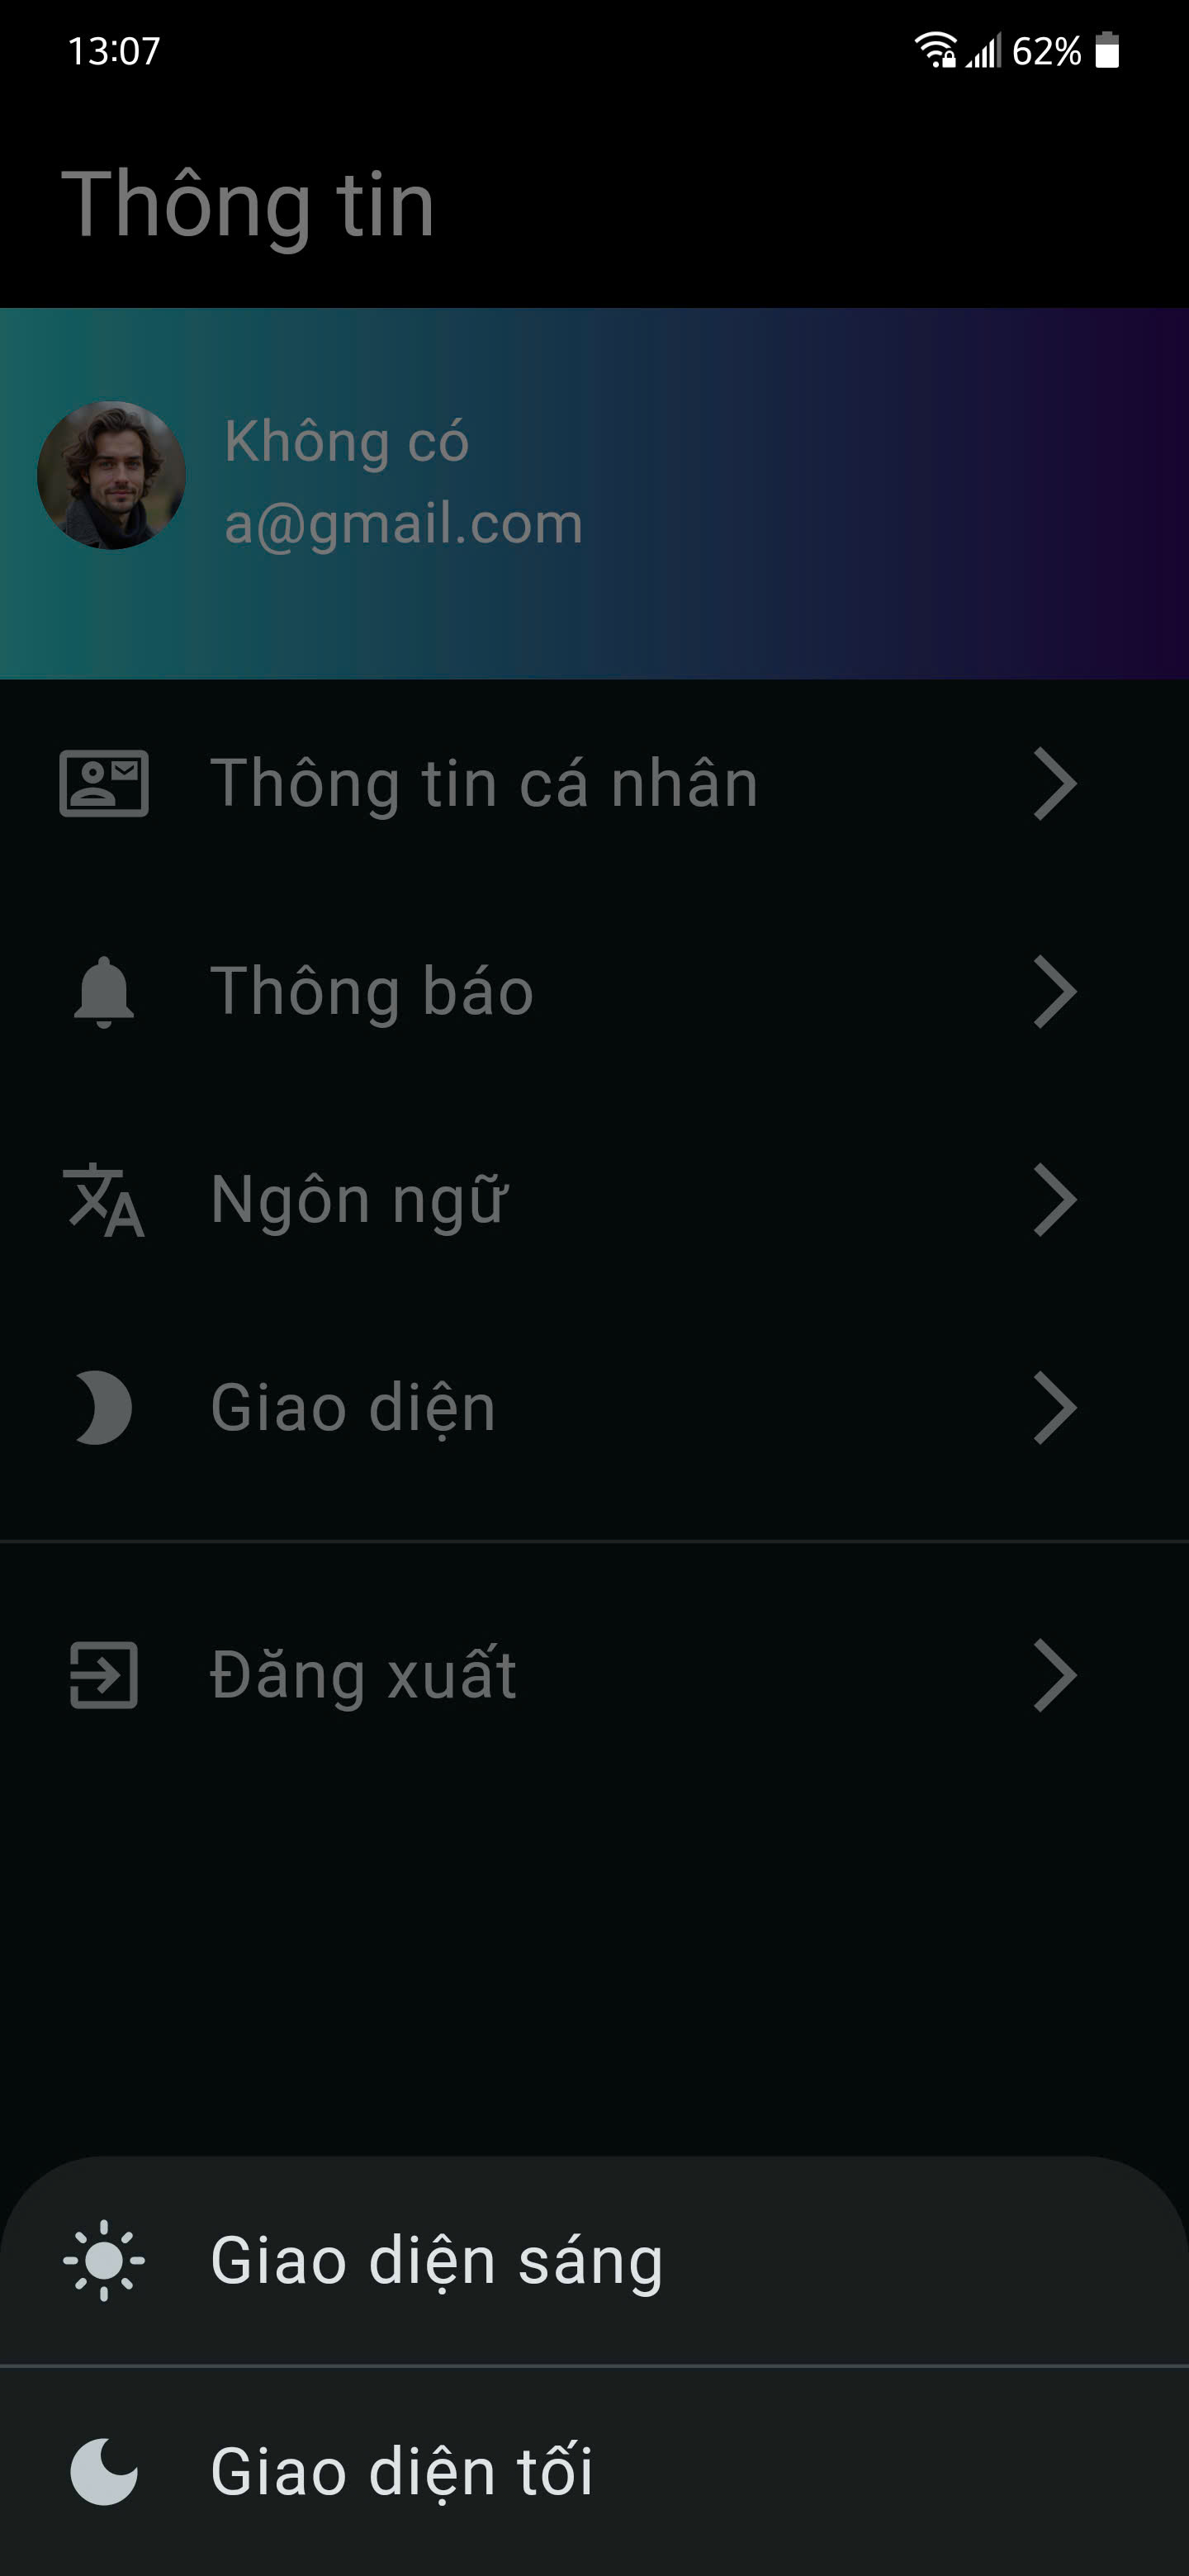 13:07
62%
Thông tin
Không có
a@gmail.com
Thông tin cá nhân
Thông báo
Ngôn ngữ
Giao diện
Đăng xuất
Giao diện sáng
Giao diện tối